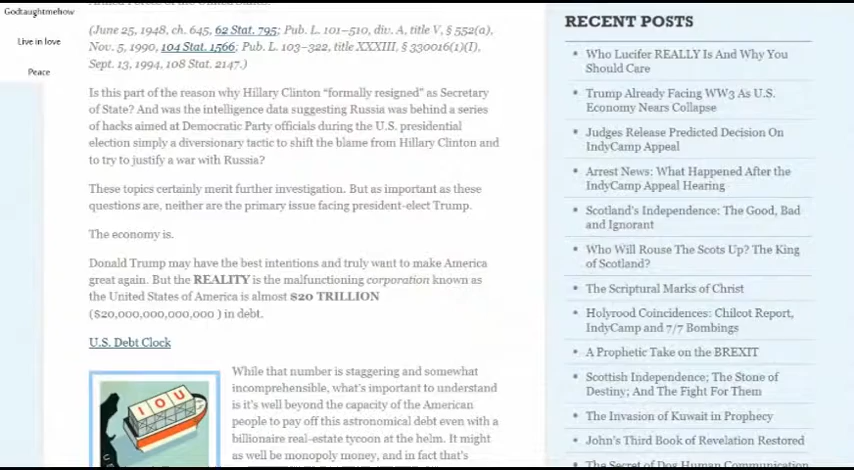 Godtaughtmehow
Live in love
Peace
(June 25, 1948, ch. 645, 62 Stat. 795; Pub. L. 101–510, div. A, title V, § 552(a),
Nov. 5, 1990, 104 Stat. 1566; Pub. L. 103–322, title XXXIII, § 330016(1)(I),
Sept. 13, 1994, 108 Stat. 2147.)
Is this part of the reason why Hillary Clinton “formally resigned” as Secretary
of State? And was the intelligence data suggesting Russia was behind a series
of hacks aimed at Democratic Party officials during the U.S. presidential
election simply a diversionary tactic to shift the blame from Hillary Clinton and
to try to justify a war with Russia?
These topics certainly merit further investigation. But as important as these
questions are, neither are the primary issue facing president-elect Trump.
The economy is.
Donald Trump may have the best intentions and truly want to make America
great again. But the REALITY is the malfunctioning corporation known as
the United States of America is almost $20 TRILLION
($20,000,000,000,000 ) in debt.
U.S. Debt Clock
I O U
While that number is staggering and somewhat
incomprehensible, what’s important to understand
is it’s well beyond the capacity of the American
people to pay off this astronomical debt even with a
billionaire real-estate tycoon at the helm. It might
as well be monopoly money, and in fact that’s
RECENT POSTS
Who Lucifer REALLY Is And Why You
Should Care
Trump Already Facing WW3 As U.S.
Economy Nears Collapse
Judges Release Predicted Decision On
IndyCamp Appeal
Arrest News: What Happened After the
IndyCamp Appeal Hearing
Scotland’s Independence: The Good, Bad
and Ignorant
Who Will Rouse The Scots Up? The King
of Scotland?
The Scriptural Marks of Christ
Holyrood Coincidences: Chilcot Report,
IndyCamp and 7/7 Bombings
A Prophetic Take on the BREXIT
Scottish Independence; The Stone of
Destiny; And The Fight For Them
The Invasion of Kuwait in Prophecy
John’s Third Book of Revelation Restored
The Secret of Dog Human Communication